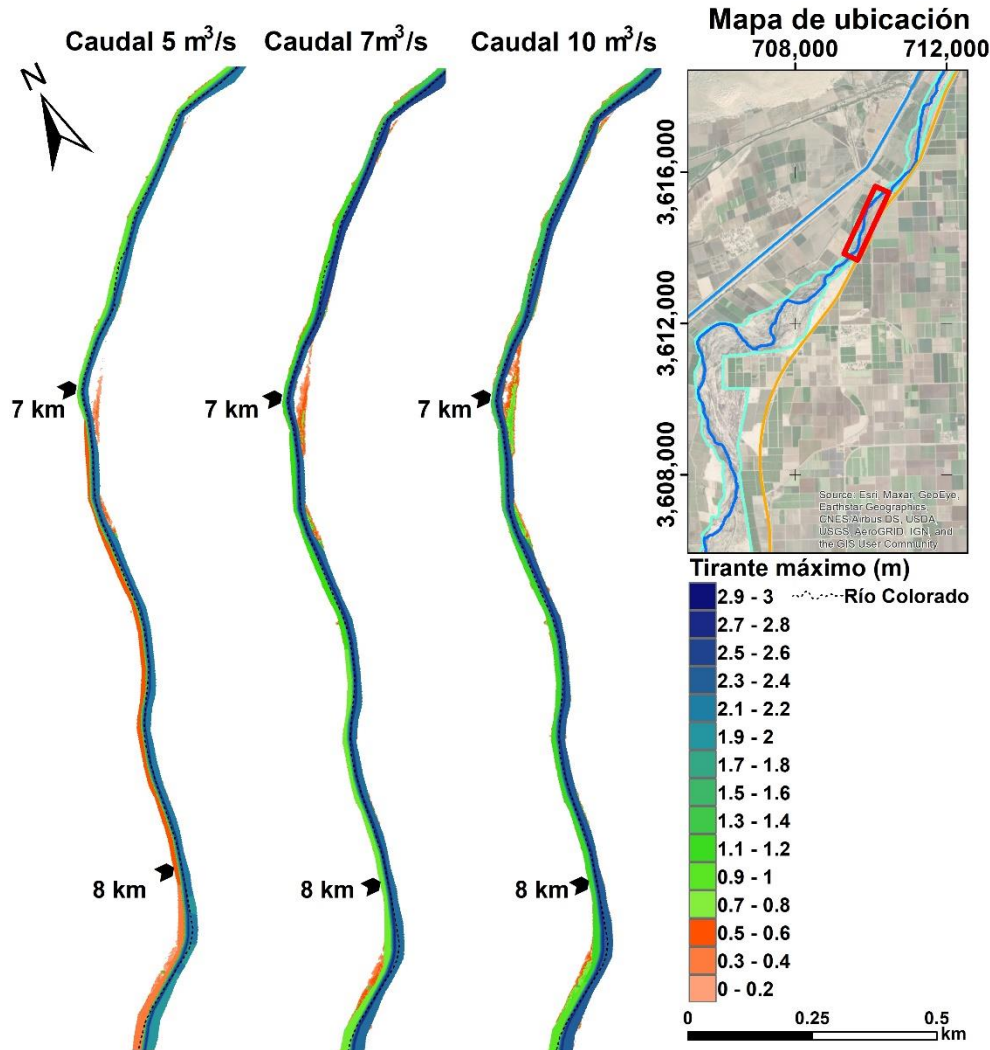 Caudal 5 m³/s
Caudal 7m³/s
Caudal 10 m³/s
N
7 km
7 km
7 km
8 km
8 km
8 km
Mapa de ubicación
708,000
712,000
3,616,000
3,612,000
3,608,000
Source: Esri, Maxar, GeoEye,
Earthstar Geographics,
CNES/Airbus DS, USDA,
USGS, AeroGRID, IGN, and
the GIS User Community
Tirante máximo (m)
2.9 - 3
Río Colorado
2.7 - 2.8
2.5 - 2.6
2.3 - 2.4
2.1 - 2.2
1.9 - 2
1.7 - 1.8
1.5 - 1.6
1.3 - 1.4
1.1 - 1.2
0.9 - 1
0.7 - 0.8
0.5 - 0.6
0.3 - 0.4
0 - 0.2
0
0.25
0.5
km